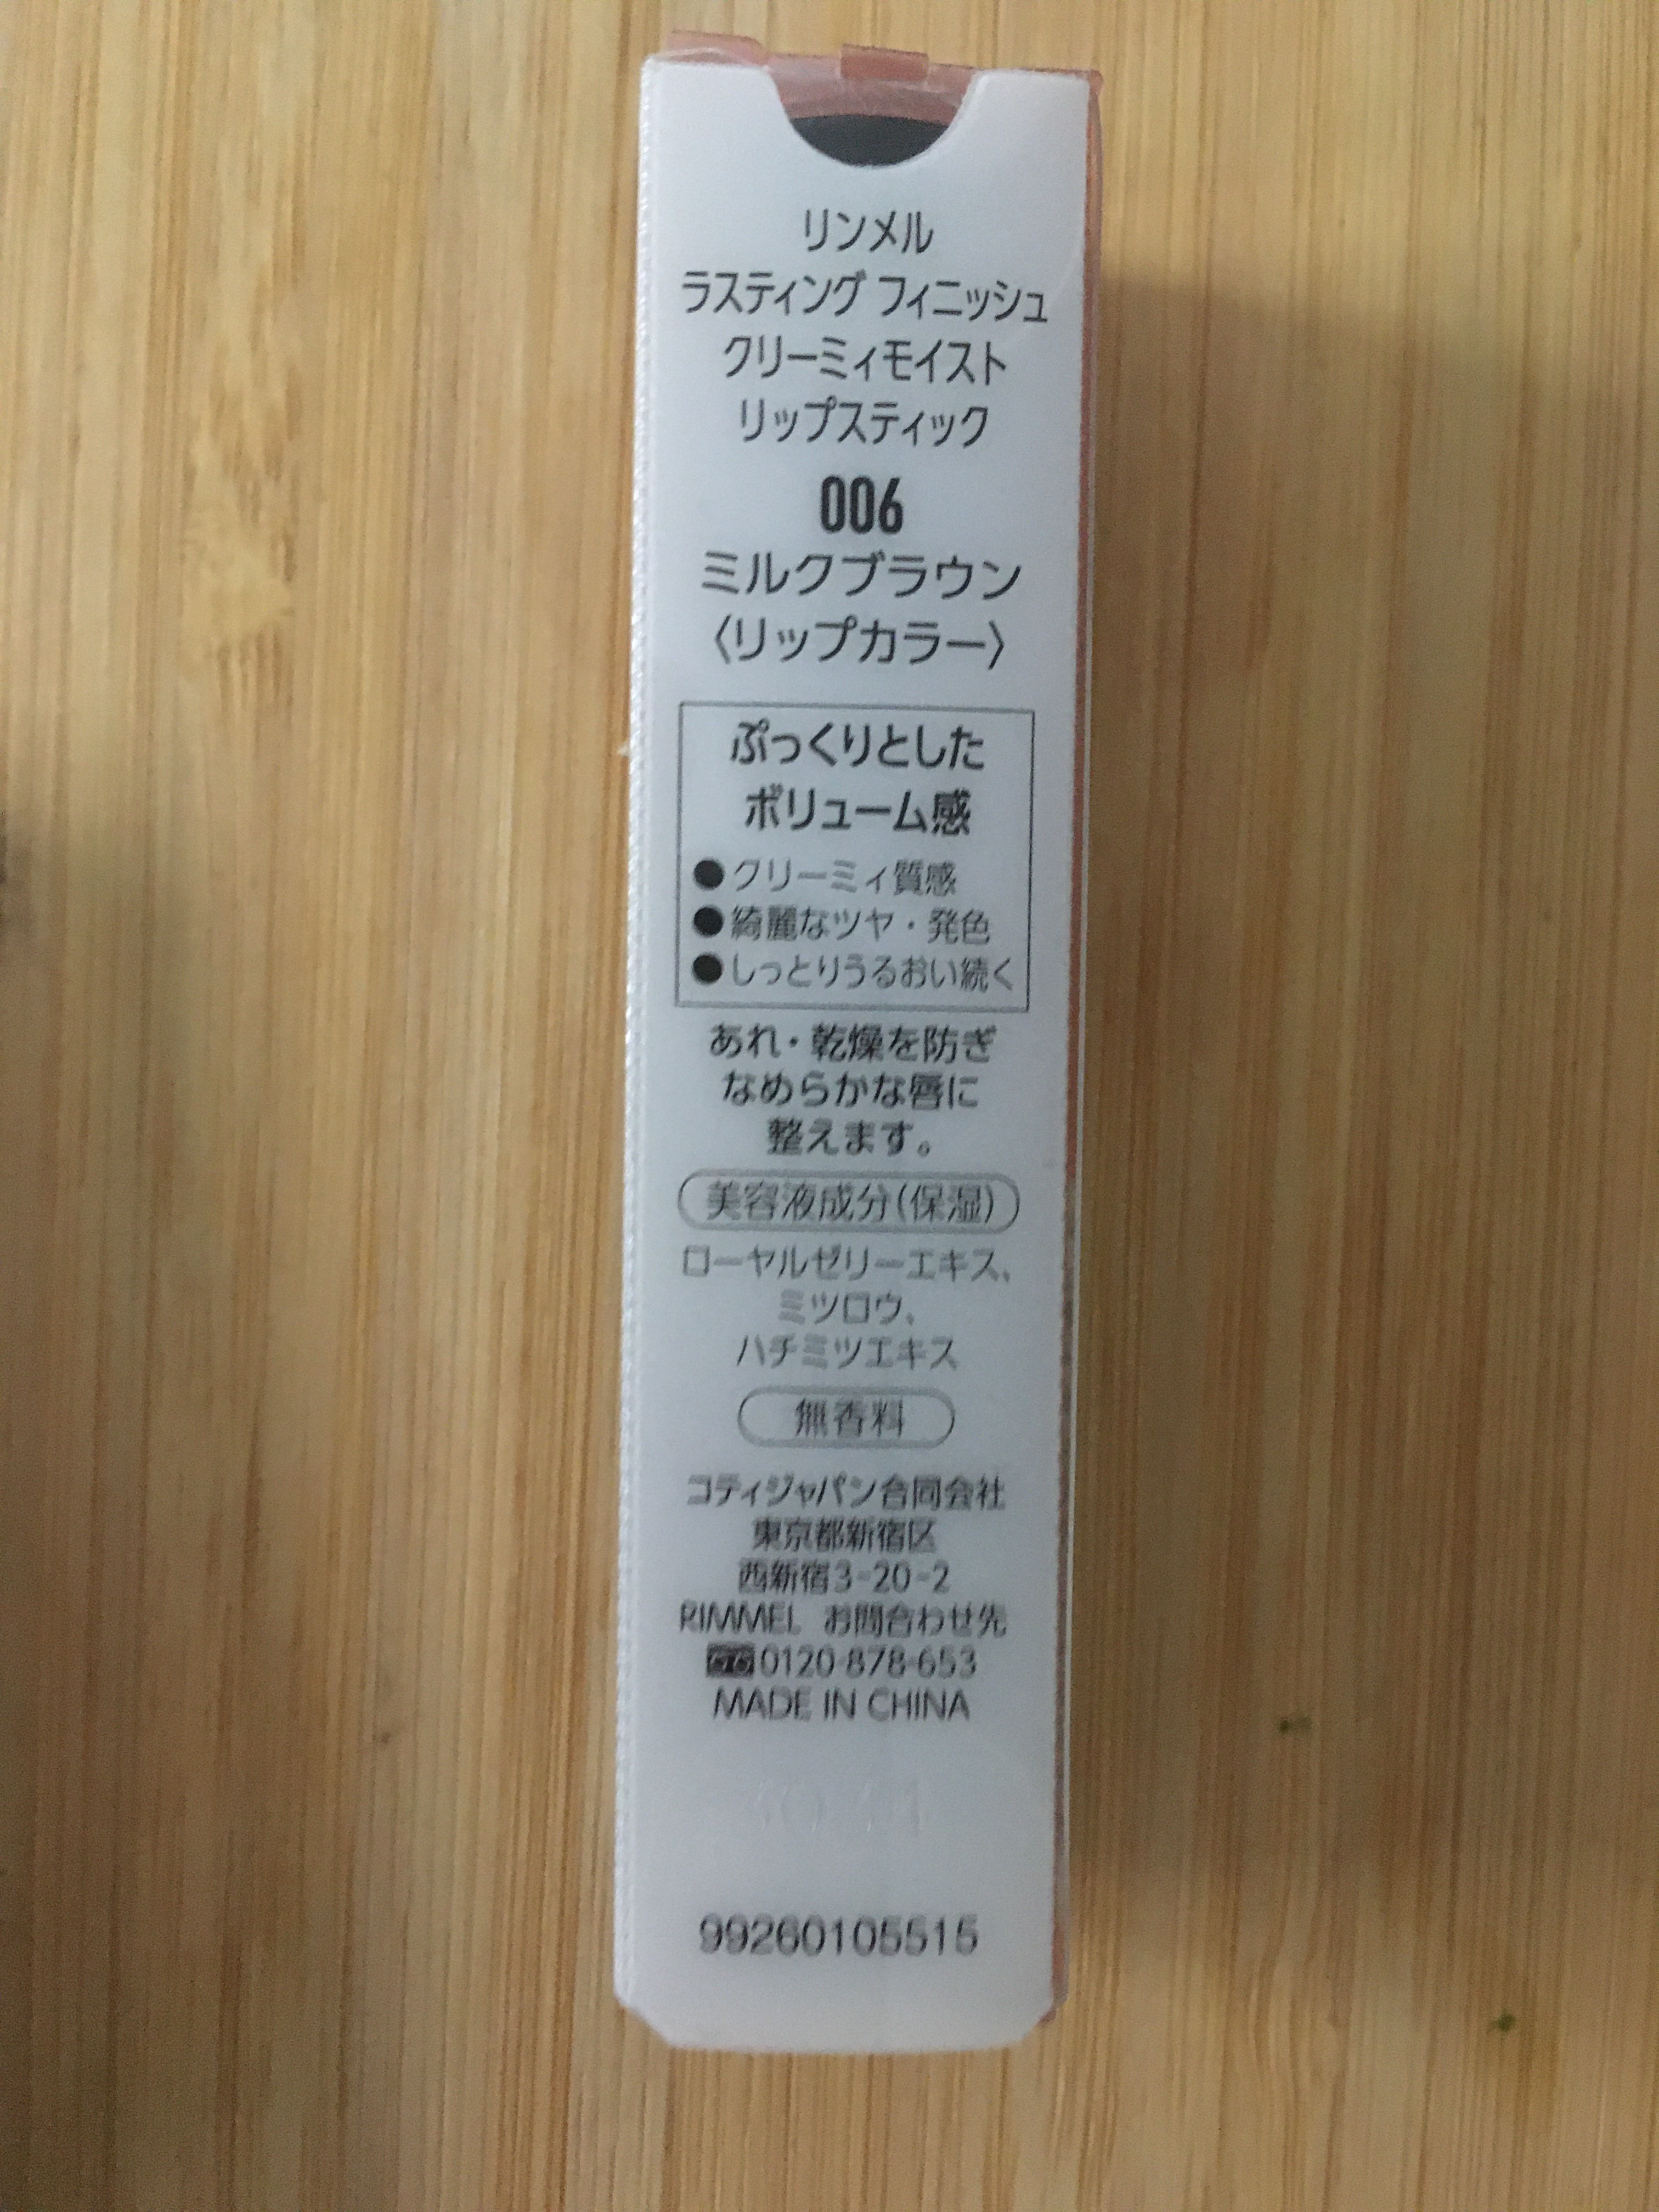 リンメル
ラスティング フィニッシュ
クリーミィモイスト
リップスティック
006
ミルクブラウン
〈リップカラー〉
ぷっくりとした
ボリューム感
●クリーミィ質感
●綺麗なツヤ・発色
●しっとりうるおい続く
あれ・乾燥を防ぎ
なめらかな唇に
整えます。
美容液成分(保湿)
ローヤルゼリーエキス、
ミツロウ、
ハチミツエキス
無香料
コティジャパン合同会社
東京都新宿区
西新宿3-20-2
RIMMEL お問合わせ先
0120-878-653
MADE IN CHINA
99260105515